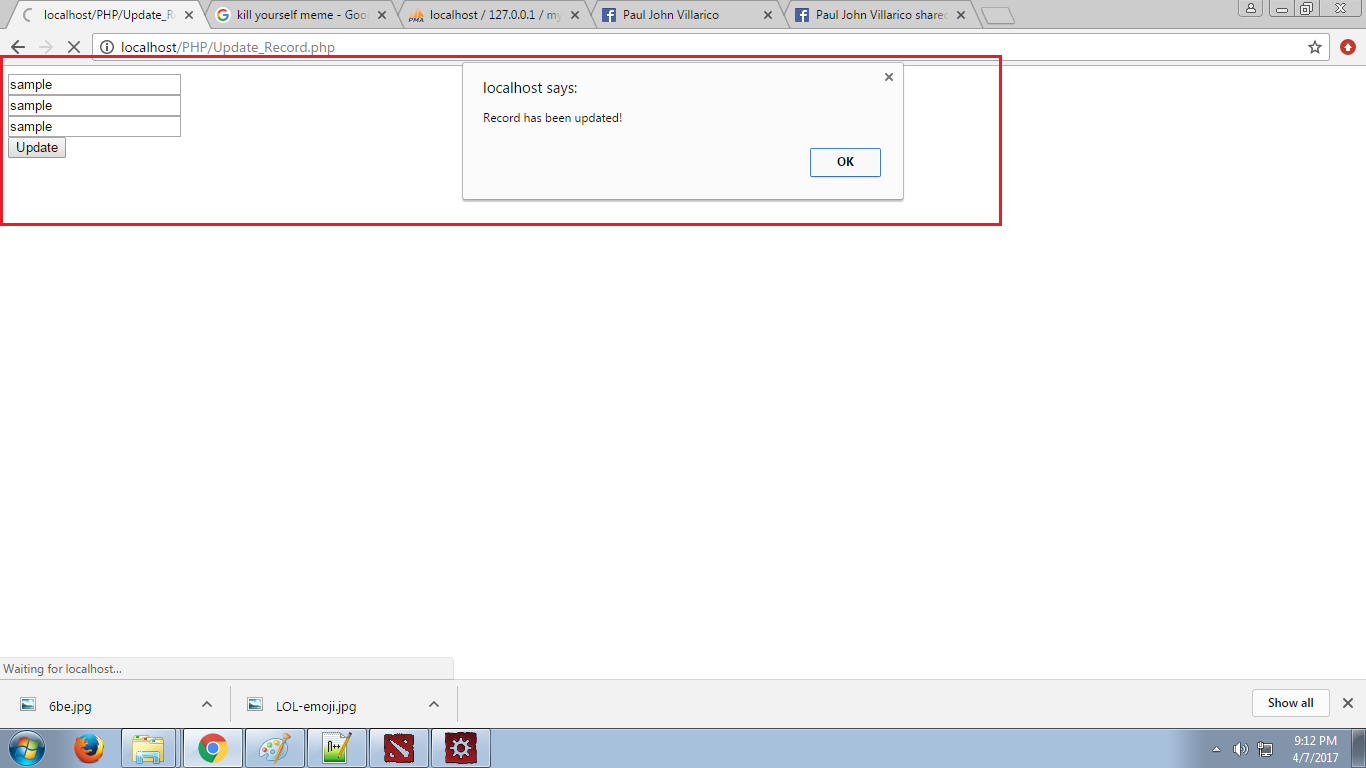 localhost/PHP/Update_R
kill yourself meme - Goo
PMA
localhost / 127.0.0.1 / my
Paul John Villarico
Paul John Villarico shared
localhost/PHP/Update_Record.php
sample
sample
sample
Update
localhost says:
Record has been updated!
OK
Waiting for localhost...
6be.jpg
LOL-emoji.jpg
Show all
9:12 PM
4/7/2017